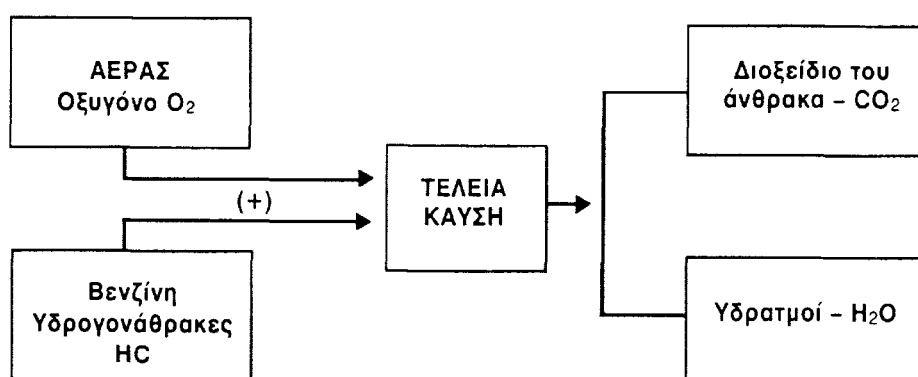 ΑΕΡΑΣ
Οξυγόνο O₂
(+)
Βενζίνη
Υδρογονάθρακες
HC
ΤΕΛΕΙΑ
ΚΑΥΣΗ
Διοξείδιο του
άνθρακα – CO₂
Υδρατμοί – H₂O